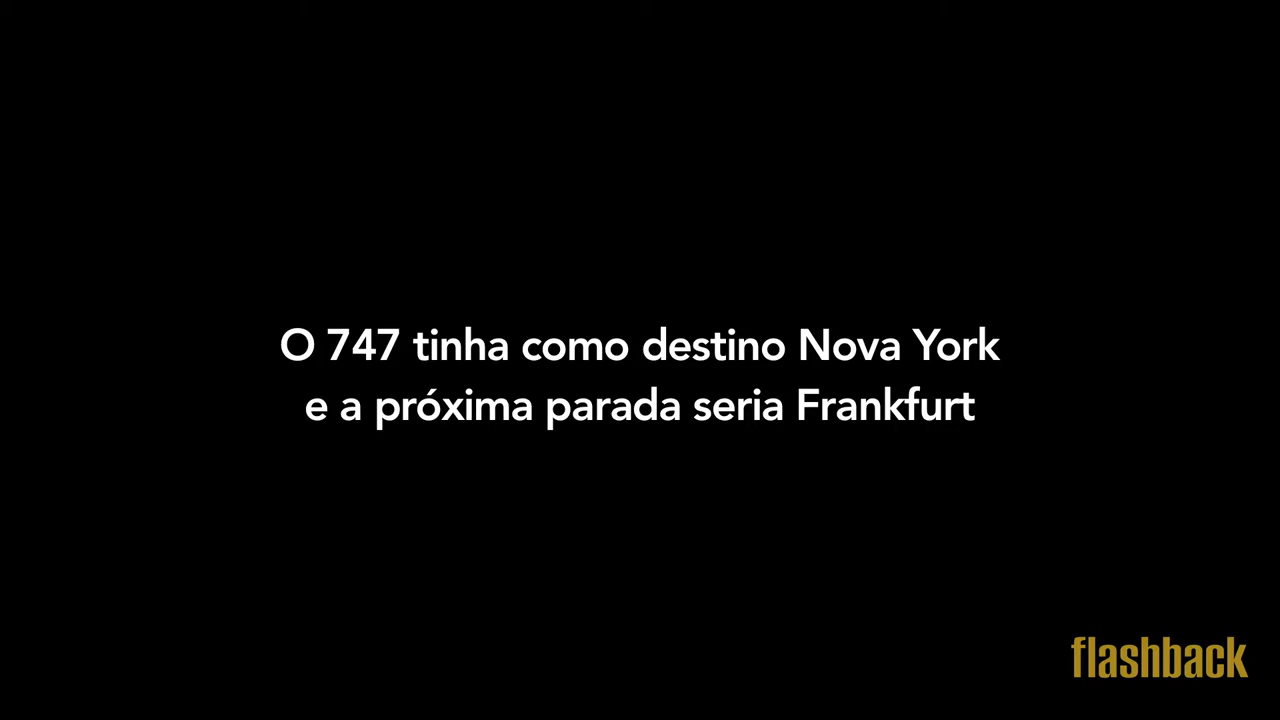 O 747 tinha como destino Nova York
e a próxima parada seria Frankfurt
flashback